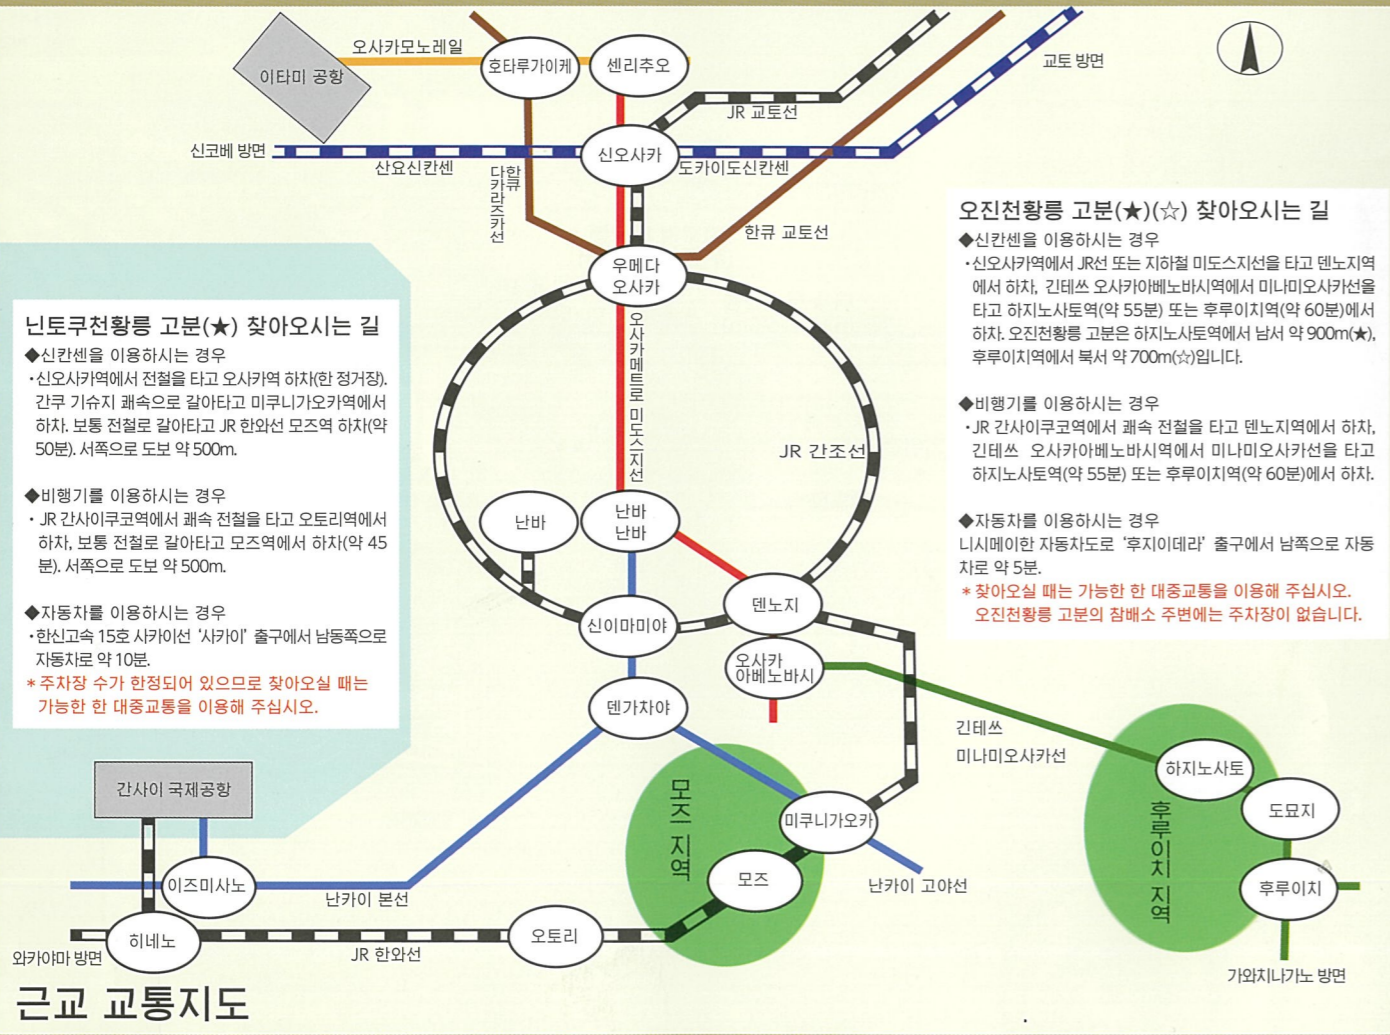 이타미 공항
오사카모노레일
호타루가이케
센리추오
교토 방면
JR 교토선
신코베 방면
산요신칸센
신오사카
도카이도신칸센
한큐
다카라즈카선
한큐 교토선
우메다
오사카
오사카메트로 미도스지선
JR 간조선
난바
난바
난바
신이마미야
덴노지
오사카
아베노바시
덴가차야
긴테쓰
미나미오사카선
모즈 지역
미쿠니가오카
모즈
난카이 고야선
하지노사토
도묘지
후루이치 지역
후루이치
가와치나가노 방면
간사이 국제공항
이즈미사노
난카이 본선
히네노
오토리
JR 한와선
와카야마 방면
닌토쿠천황릉 고분(★) 찾아오시는 길
◆신칸센을 이용하시는 경우
・신오사카역에서 전철을 타고 오사카역 하차(한 정거장).
간쿠 기슈지 쾌속으로 갈아타고 미쿠니가오카역에서
하차. 보통 전철로 갈아타고 JR 한와선 모즈역 하차(약
50분). 서쪽으로 도보 약 500m.
◆비행기를 이용하시는 경우
・JR 간사이쿠코역에서 쾌속 전철을 타고 오토리역에서
하차, 보통 전철로 갈아타고 모즈역에서 하차(약 45
분). 서쪽으로 도보 약 500m.
◆자동차를 이용하시는 경우
・한신고속 15호 사카이선 ‘사카이’ 출구에서 남동쪽으로
자동차로 약 10분.
＊주차장 수가 한정되어 있으므로 찾아오실 때는
가능한 한 대중교통을 이용해 주십시오.
오진천황릉 고분(★)(☆) 찾아오시는 길
◆신칸센을 이용하시는 경우
・신오사카역에서 JR선 또는 지하철 미도스지선을 타고 덴노지역
에서 하차, 긴테쓰 오사카아베노바시역에서 미나미오사카선을
타고 하지노사토역(약 55분) 또는 후루이치역(약 60분)에서
하차. 오진천황릉 고분은 하지노사토역에서 남서 약 900m(★),
후루이치역에서 북서 약 700m(☆)입니다.
◆비행기를 이용하시는 경우
・JR 간사이쿠코역에서 쾌속 전철을 타고 덴노지역에서 하차,
긴테쓰 오사카아베노바시역에서 미나미오사카선을 타고
하지노사토역(약 55분) 또는 후루이치역(약 60분)에서 하차.
◆자동차를 이용하시는 경우
니시메이한 자동차도로 ‘후지이데라’ 출구에서 남쪽으로 자동
차로 약 5분.
＊찾아오실 때는 가능한 한 대중교통을 이용해 주십시오.
오진천황릉 고분의 참배소 주변에는 주차장이 없습니다.
근교 교통지도